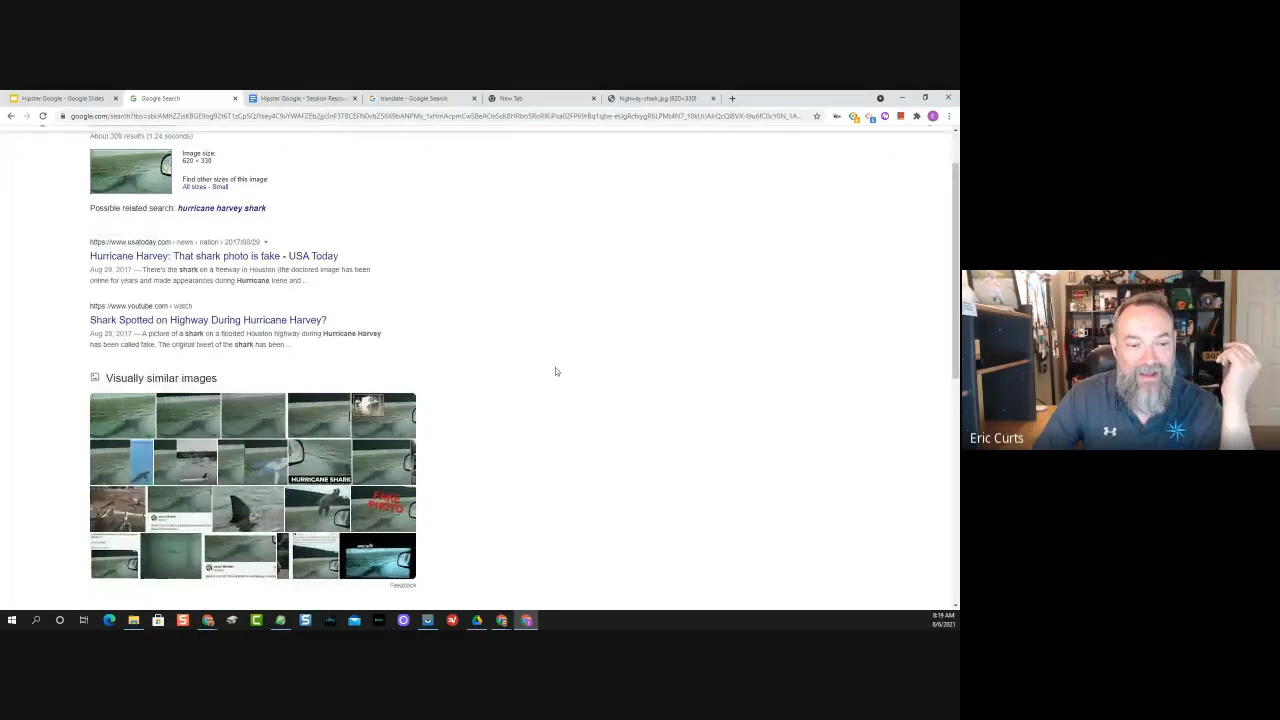 Hipster Google - Google Slides
Google Search
Hipster Google - Session Resou
translate - Google Search
New Tab
highway-shark.jpg (620×330)
About 309 results (1.24 seconds)
Image size:
620 × 330
Find other sizes of this image:
All sizes - Small
Possible related search: hurricane harvey shark
https://www.usatoday.com › news › nation › 2017/08/29
Hurricane Harvey: That shark photo is fake - USA Today
Aug 29, 2017 — There's the shark on a freeway in Houston (the doctored image has been
online for years and made appearances during Hurricane Irene and ...
https://www.youtube.com › watch
Shark Spotted on Highway During Hurricane Harvey?
Aug 28, 2017 — A picture of a shark on a flooded Houston highway during Hurricane Harvey
has been called fake. The original tweet of the shark has been ...
Visually similar images
HURRICANE SHARK
FAKE
PHOTO
Feedback
Eric Curts
8:19 AM
8/6/2021